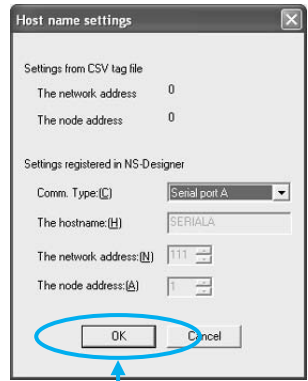 Host name settings
Settings from CSV tag file
The network address 0
The node address 0
Settings registered in NS-Designer
Comm. Type:(C) Serial port A
The hostname:(H) SERIALA
The network address:(N) 111
The node address:(A) 1
OK Cancel